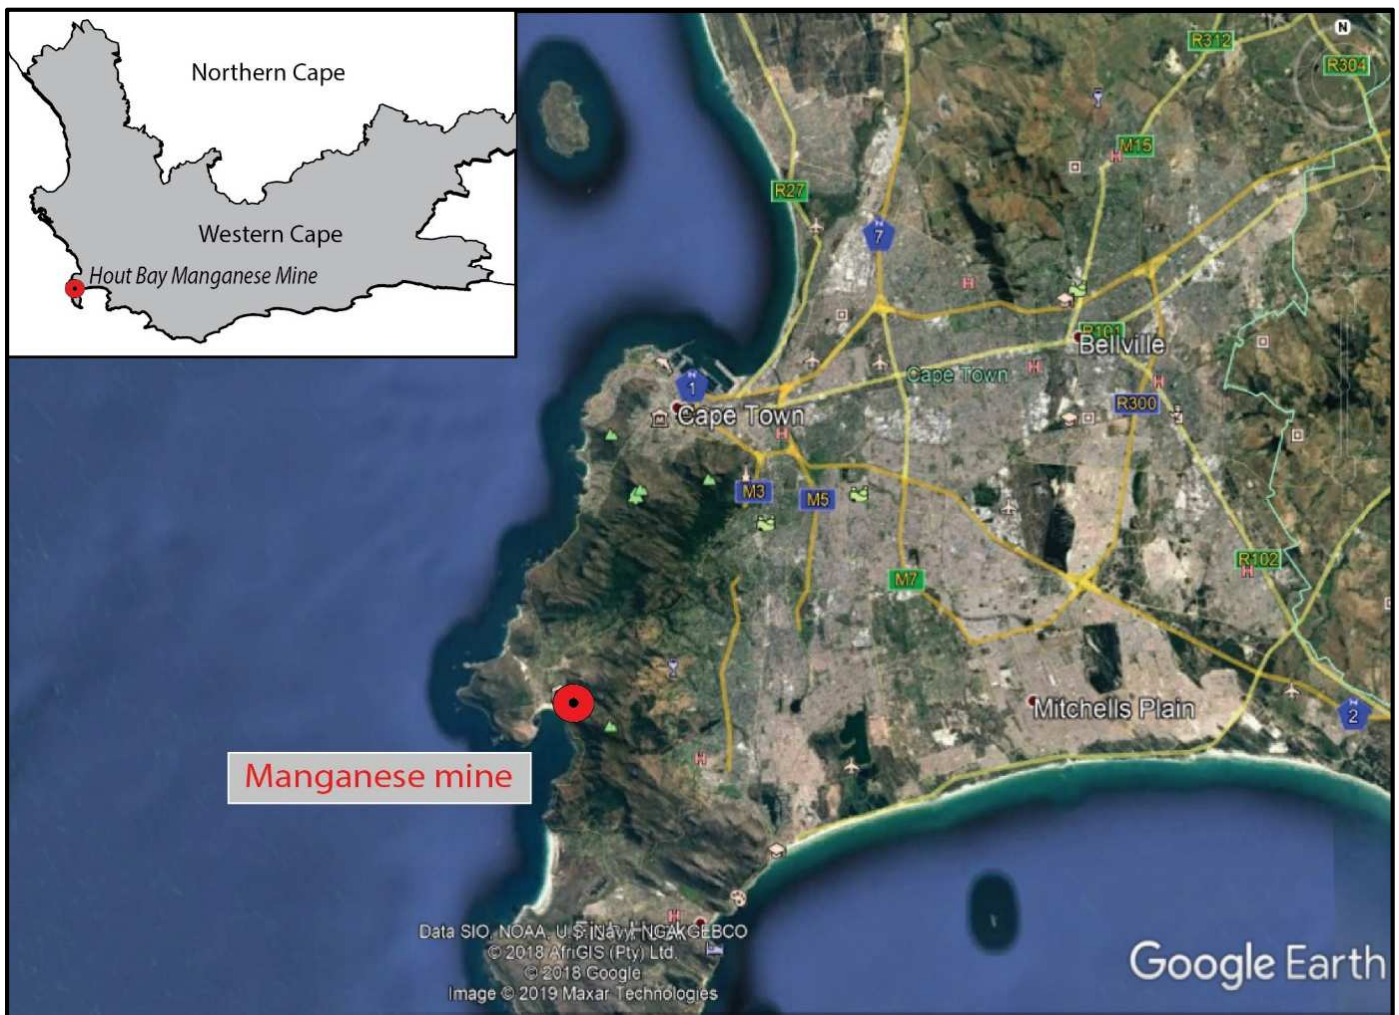 Northern Cape
Western Cape
Hout Bay Manganese Mine
N
R312
R304
M15
R27
N
7
R101
Bellville
Cape Town
N
1
Cape Town
R300
H
M3
M5
R102
M7
Mitchells Plain
N
2
Manganese mine
Data SIO, NOAA, U.S. Navy, NGA, GEBCO
© 2018 AfriGIS (Pty) Ltd.
© 2018 Google
Image © 2019 Maxar Technologies
Google Earth